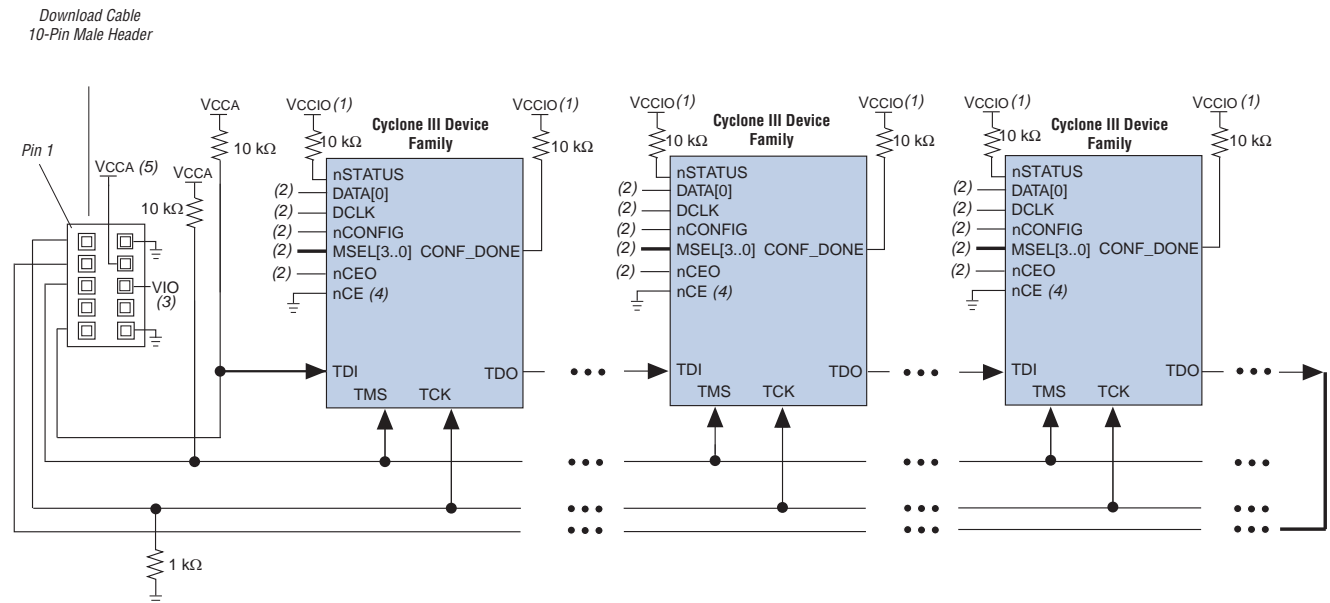 Download Cable
10-Pin Male Header
Pin 1
VCCA (5)
VCCA
10 kΩ
VIO
(3)
VCCA
10 kΩ
1 kΩ
VCCIO (1)
10 kΩ
VCCIO (1)
10 kΩ
Cyclone III Device
Family
nSTATUS
(2) DATA[0]
(2) DCLK
(2) nCONFIG
(2) MSEL[3..0] CONF_DONE
(2) nCEO
nCE (4)
TDI TDO
TMS TCK
VCCIO (1)
10 kΩ
VCCIO (1)
10 kΩ
Cyclone III Device
Family
nSTATUS
(2) DATA[0]
(2) DCLK
(2) nCONFIG
(2) MSEL[3..0] CONF_DONE
(2) nCEO
nCE (4)
TDI TDO
TMS TCK
VCCIO (1)
10 kΩ
VCCIO (1)
10 kΩ
Cyclone III Device
Family
nSTATUS
(2) DATA[0]
(2) DCLK
(2) nCONFIG
(2) MSEL[3..0] CONF_DONE
(2) nCEO
nCE (4)
TDI TDO
TMS TCK